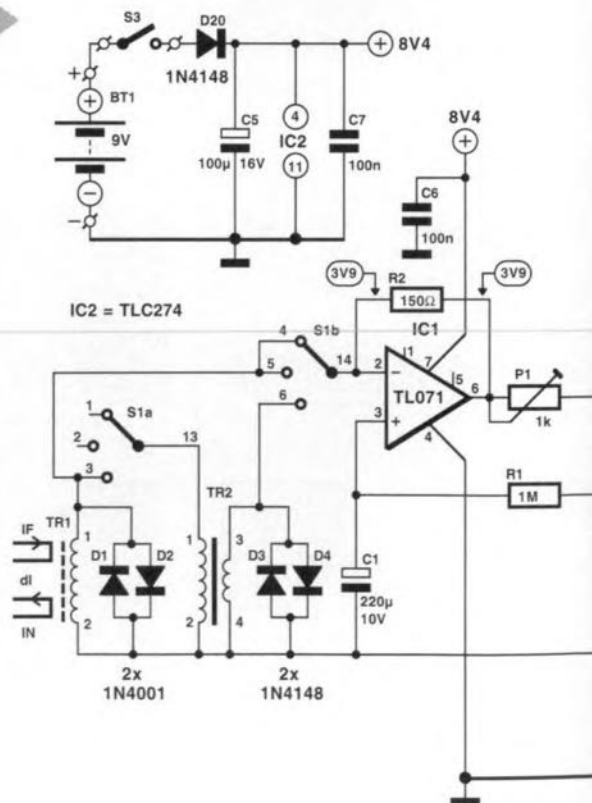 S3
D20
1N4148
8V4
+
BT1
9V
−
C5
100µ 16V
4
IC2
11
C7
100n
8V4
C6
100n
IC2 = TLC274
3V9
R2
150Ω
3V9
IC1
4
S1b
5
14
6
2
−
1
7
TL071
5
6
3
+
4
P1
1k
R1
1M
1
S1a
2
13
3
TR1
TR2
IF
dI
IN
1
2
D1
D2
1
2
3
4
D3
D4
C1
220µ
10V
2x
1N4001
2x
1N4148